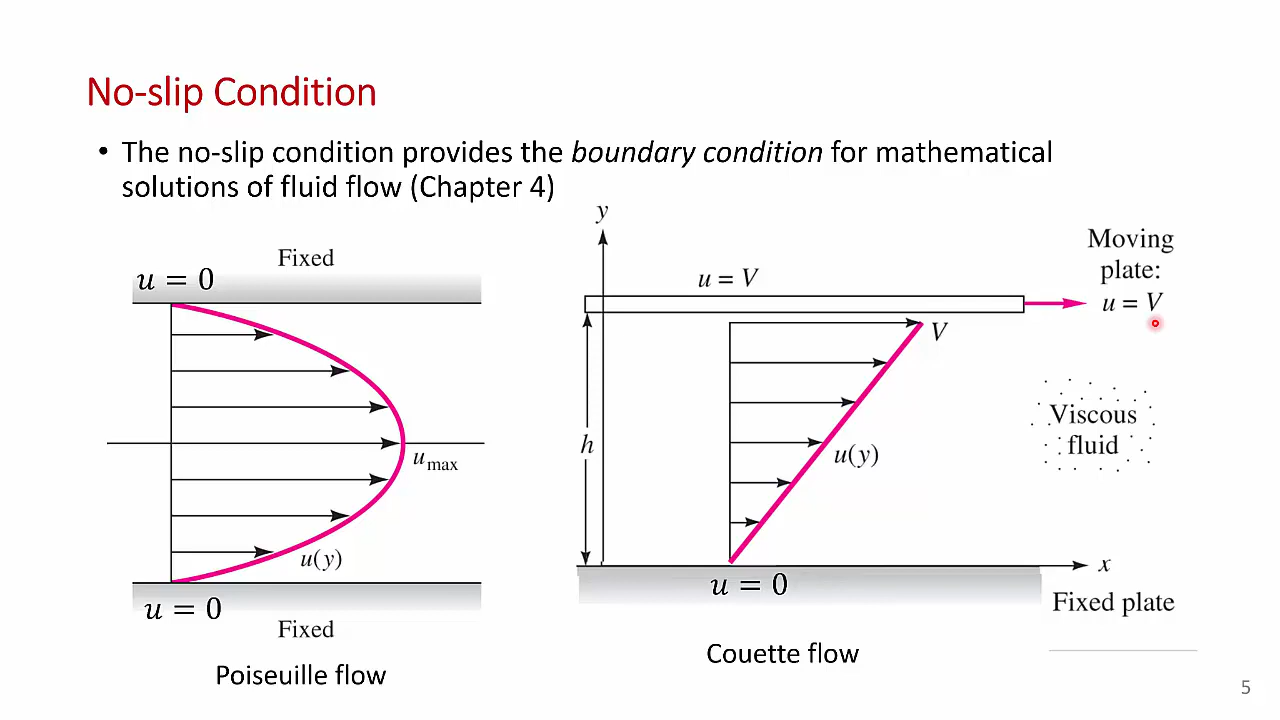 No-slip Condition
• The no-slip condition provides the boundary condition for mathematical
solutions of fluid flow (Chapter 4)
Fixed
u = 0
u max
u(y)
u = 0
Fixed
Poiseuille flow
y
u = V
Moving
plate:
u = V
V
h
u(y)
Viscous
fluid
x
u = 0
Fixed plate
Couette flow
5